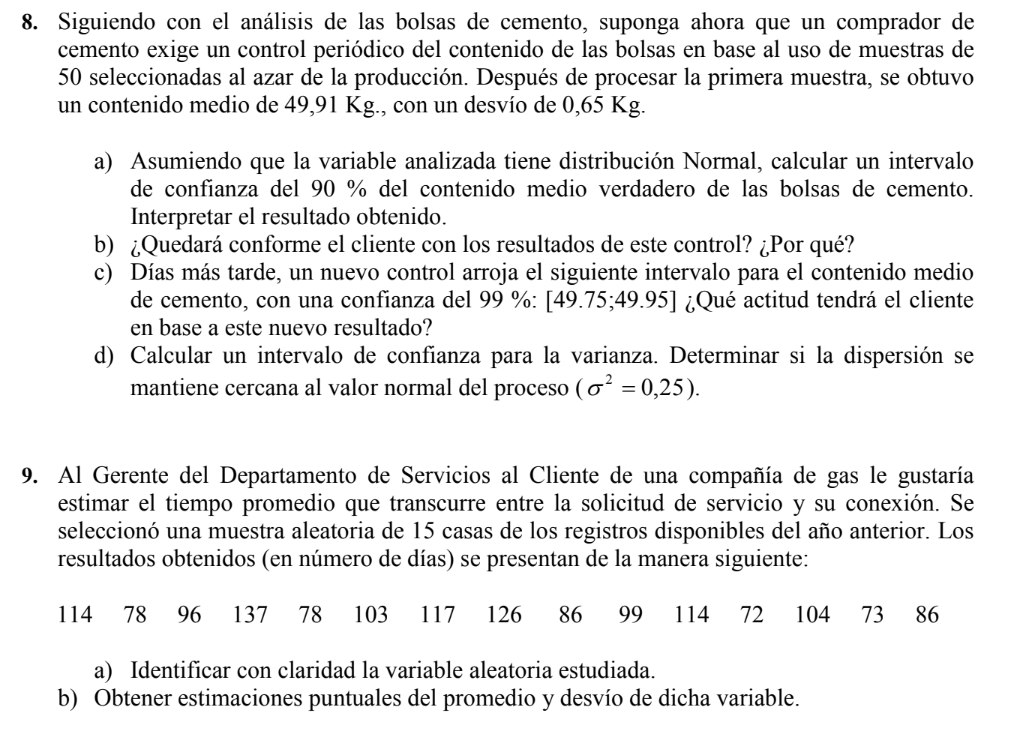 8. Siguiendo con el análisis de las bolsas de cemento, suponga ahora que un comprador de
cemento exige un control periódico del contenido de las bolsas en base al uso de muestras de
50 seleccionadas al azar de la producción. Después de procesar la primera muestra, se obtuvo
un contenido medio de 49,91 Kg., con un desvío de 0,65 Kg.
a) Asumiendo que la variable analizada tiene distribución Normal, calcular un intervalo
de confianza del 90 % del contenido medio verdadero de las bolsas de cemento.
Interpretar el resultado obtenido.
b) ¿Quedará conforme el cliente con los resultados de este control? ¿Por qué?
c) Días más tarde, un nuevo control arroja el siguiente intervalo para el contenido medio
de cemento, con una confianza del 99 %: [49.75;49.95] ¿Qué actitud tendrá el cliente
en base a este nuevo resultado?
d) Calcular un intervalo de confianza para la varianza. Determinar si la dispersión se
mantiene cercana al valor normal del proceso ( σ² = 0,25).
9. Al Gerente del Departamento de Servicios al Cliente de una compañía de gas le gustaría
estimar el tiempo promedio que transcurre entre la solicitud de servicio y su conexión. Se
seleccionó una muestra aleatoria de 15 casas de los registros disponibles del año anterior. Los
resultados obtenidos (en número de días) se presentan de la manera siguiente:
114 78 96 137 78 103 117 126 86 99 114 72 104 73 86
a) Identificar con claridad la variable aleatoria estudiada.
b) Obtener estimaciones puntuales del promedio y desvío de dicha variable.